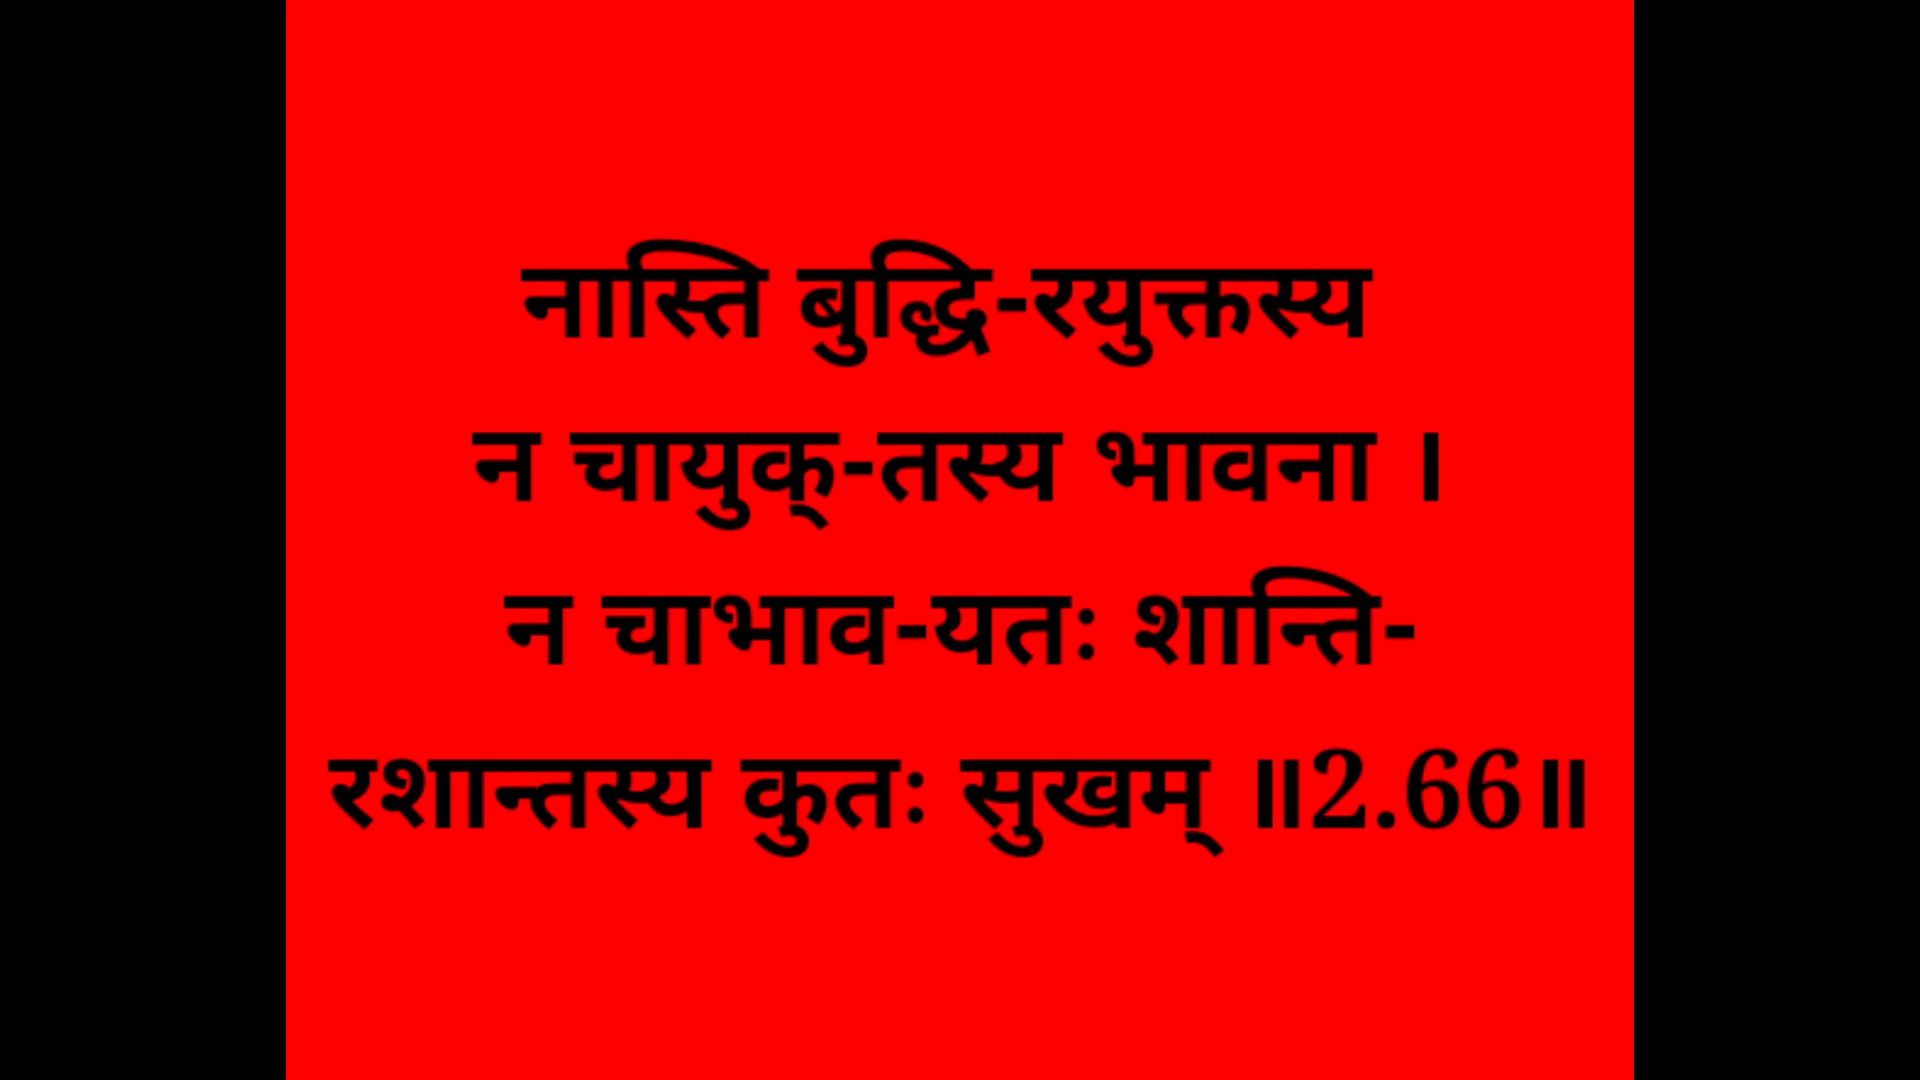 नास्ति बुद्धि-रयुक्तस्य
न चायुक्-तस्य भावना ।
न चाभाव-यतः शान्ति-
रशान्तस्य कुतः सुखम् ॥2.66॥